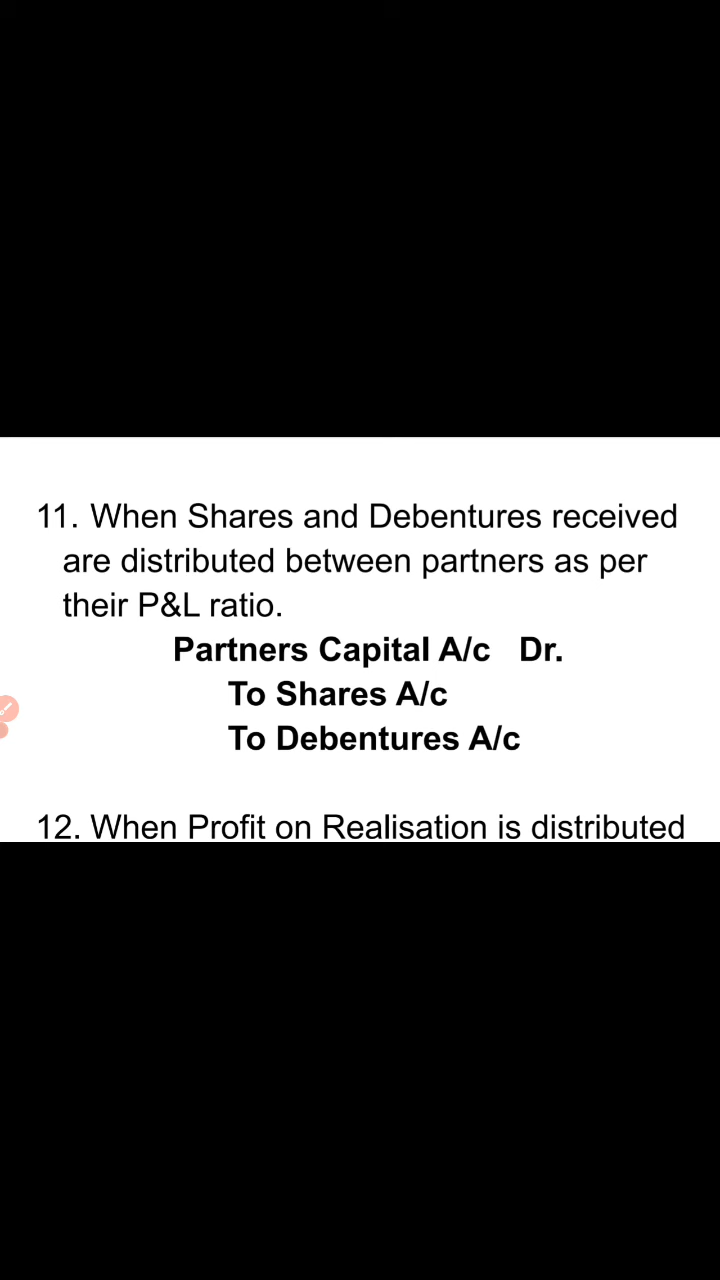 11. When Shares and Debentures received
are distributed between partners as per
their P&L ratio.
Partners Capital A/c Dr.
To Shares A/c
To Debentures A/c
12. When Profit on Realisation is distributed